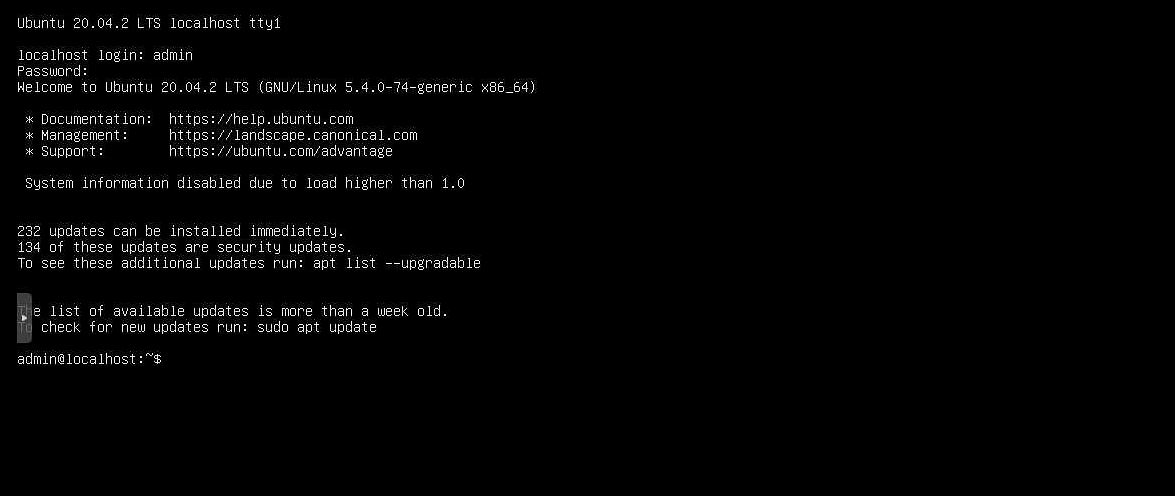 Ubuntu 20.04.2 LTS localhost tty1
localhost login: admin
Password:
Welcome to Ubuntu 20.04.2 LTS (GNU/Linux 5.4.0-74-generic x86_64)
* Documentation:  https://help.ubuntu.com
* Management:     https://landscape.canonical.com
* Support:        https://ubuntu.com/advantage
System information disabled due to load higher than 1.0
232 updates can be installed immediately.
134 of these updates are security updates.
To see these additional updates run: apt list --upgradable
The list of available updates is more than a week old.
To check for new updates run: sudo apt update
admin@localhost:~$